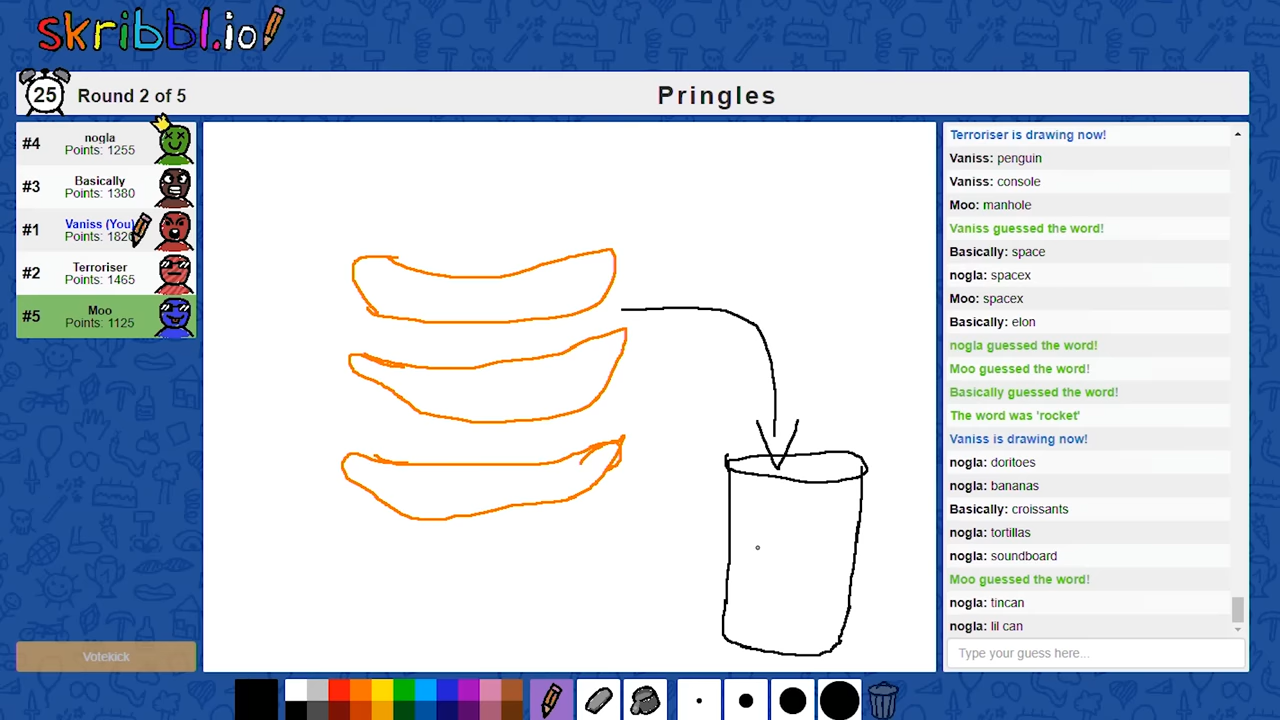 skribbl.io
25
Round 2 of 5
Pringles
#4
nogla
Points: 1255
#3
Basically
Points: 1380
#1
Vaniss (You)
Points: 1826
#2
Terroriser
Points: 1465
#5
Moo
Points: 1125
Votekick
Terroriser is drawing now!
Vaniss: penguin
Vaniss: console
Moo: manhole
Vaniss guessed the word!
Basically: space
nogla: spacex
Moo: spacex
Basically: elon
nogla guessed the word!
Moo guessed the word!
Basically guessed the word!
The word was 'rocket'
Vaniss is drawing now!
nogla: doritoes
nogla: bananas
Basically: croissants
nogla: tortillas
nogla: soundboard
Moo guessed the word!
nogla: tincan
nogla: lil can
Type your guess here...